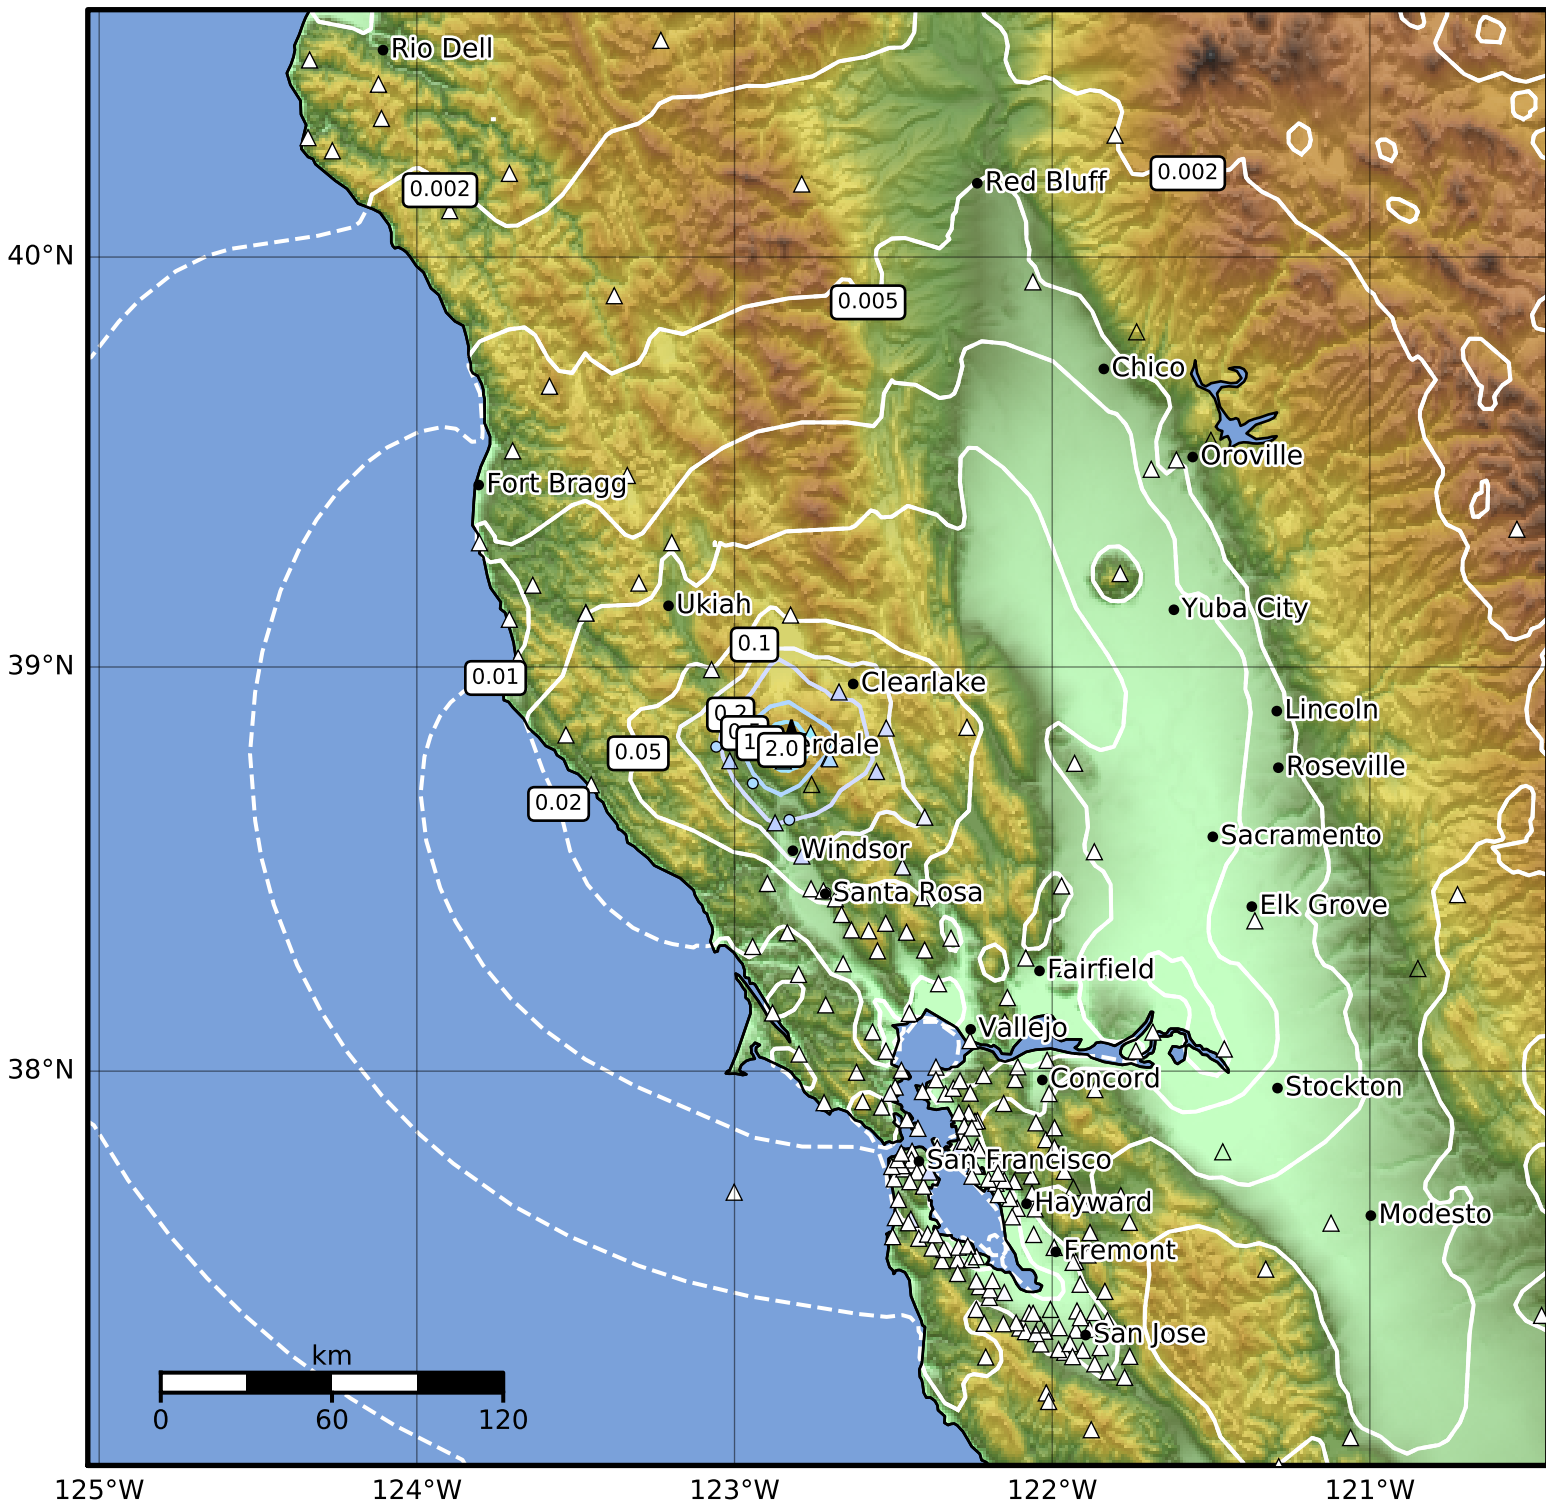 Rio Dell
0.002
0.002
Red Bluff
40°N
0.005
Chico
Oroville
Fort Bragg
Ukiah
Yuba City
0.1
39°N
0.01
Clearlake
Lincoln
0.2
0.05
2.0
erdale
Roseville
0.02
Sacramento
Windsor
Santa Rosa
Elk Grove
Fairfield
Vallejo
38°N
Concord
Stockton
San Francisco
Hayward
Modesto
Fremont
San Jose
km
0 60 120
125°W 124°W 123°W 122°W 121°W